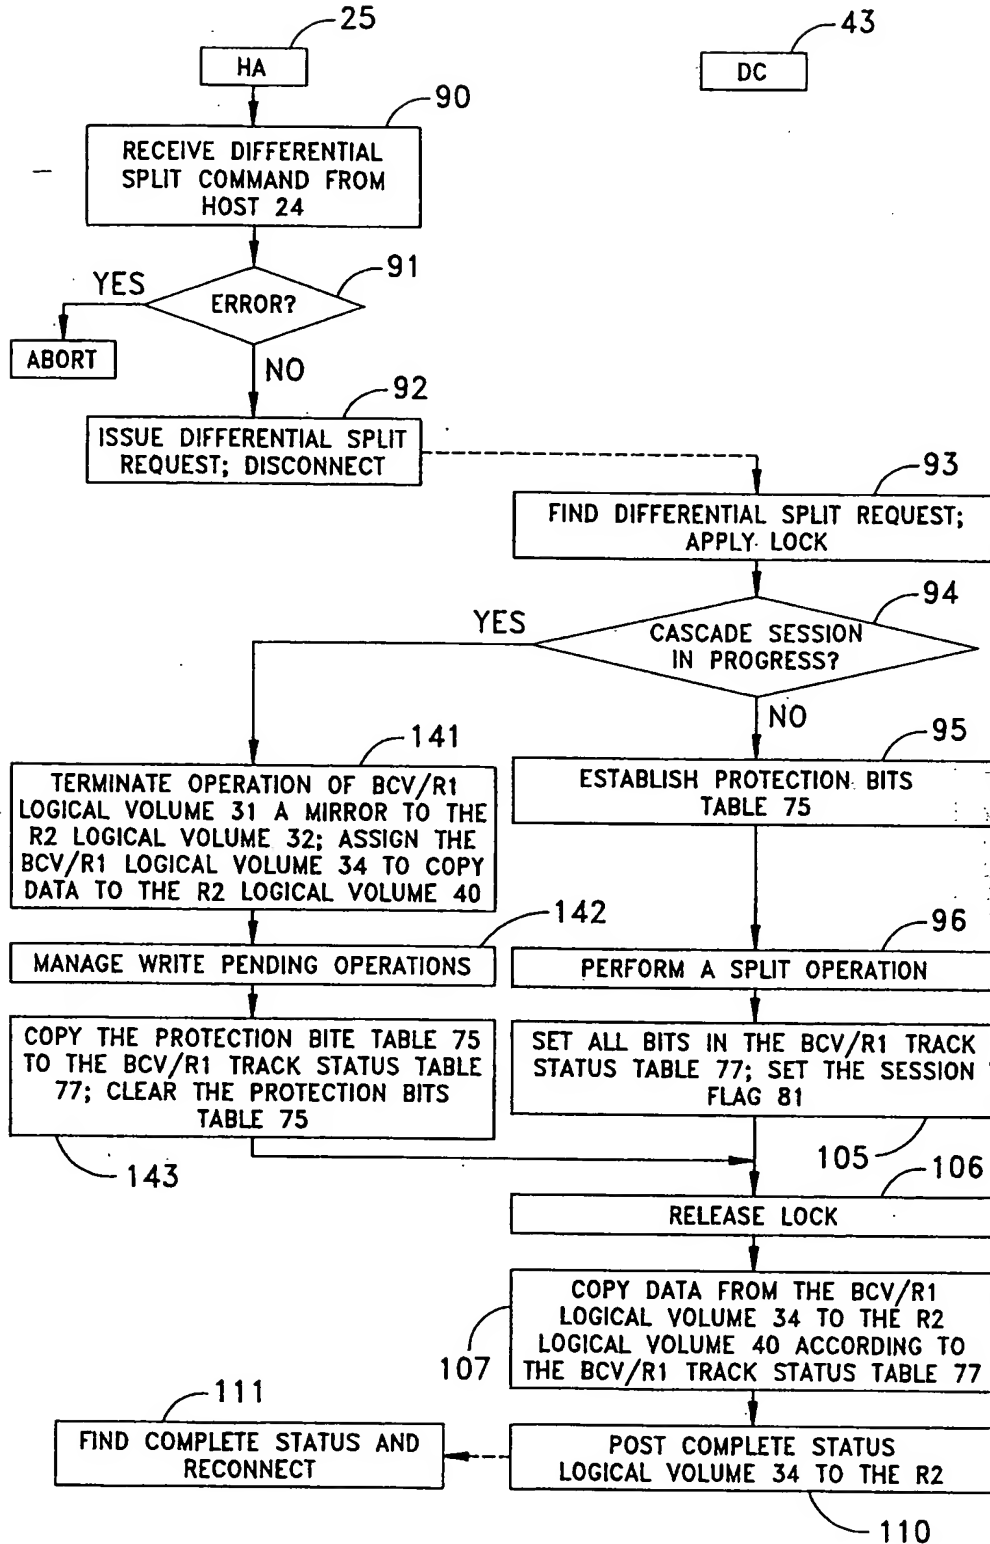 25
43
HA
DC
90
RECEIVE DIFFERENTIAL
SPLIT COMMAND FROM
HOST 24
91
YES
ERROR?
ABORT
NO
92
ISSUE DIFFERENTIAL SPLIT
REQUEST; DISCONNECT
93
FIND DIFFERENTIAL SPLIT REQUEST;
APPLY LOCK
94
YES
CASCADE SESSION
IN PROGRESS?
NO
141
TERMINATE OPERATION OF BCV/R1
LOGICAL VOLUME 31 A MIRROR TO THE
R2 LOGICAL VOLUME 32; ASSIGN THE
BCV/R1 LOGICAL VOLUME 34 TO COPY
DATA TO THE R2 LOGICAL VOLUME 40
95
ESTABLISH PROTECTION BITS
TABLE 75
142
MANAGE WRITE PENDING OPERATIONS
96
PERFORM A SPLIT OPERATION
COPY THE PROTECTION BITE TABLE 75
TO THE BCV/R1 TRACK STATUS TABLE
77; CLEAR THE PROTECTION BITS
TABLE 75
143
SET ALL BITS IN THE BCV/R1 TRACK
STATUS TABLE 77; SET THE SESSION
FLAG 81
105
106
RELEASE LOCK
COPY DATA FROM THE BCV/R1
LOGICAL VOLUME 34 TO THE R2
LOGICAL VOLUME 40 ACCORDING TO
THE BCV/R1 TRACK STATUS TABLE 77
107
111
FIND COMPLETE STATUS AND
RECONNECT
POST COMPLETE STATUS
LOGICAL VOLUME 34 TO THE R2
110